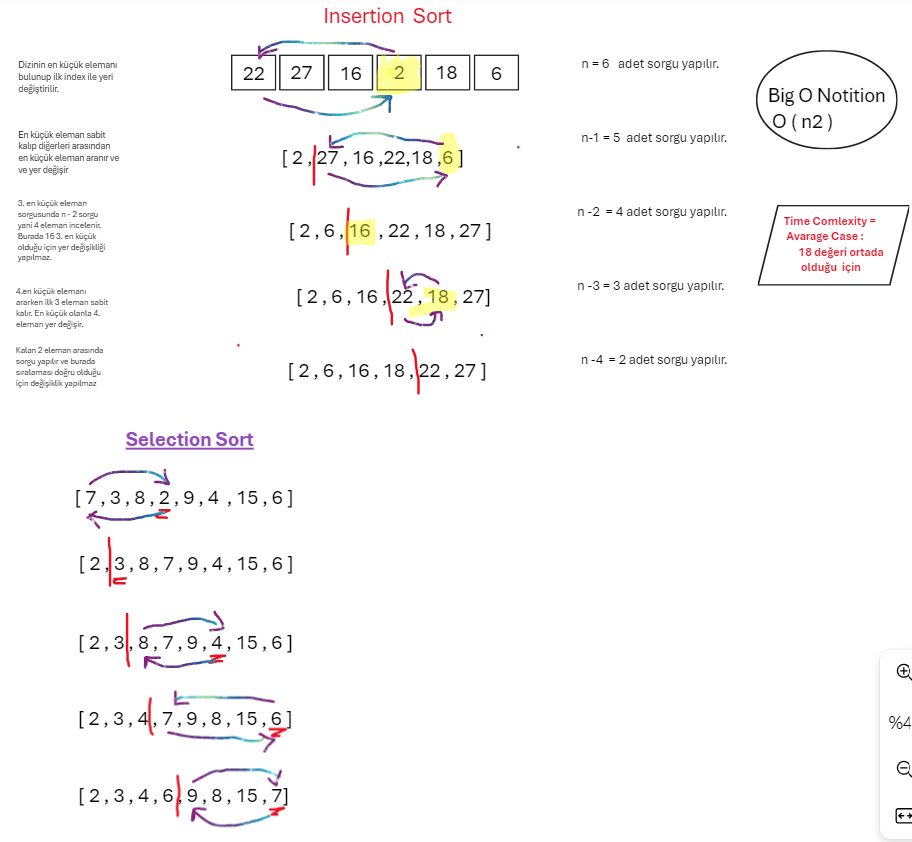 Insertion Sort
Dizinin en küçük elemanı
bulunup ilk index ile yeri
değiştirilir.
22 27 16 2 18 6
n = 6 adet sorgu yapılır.
Big O Notition
O ( n2 )
En küçük eleman sabit
kalıp diğerleri arasından
en küçük eleman aranır ve
ve yer değişir
[ 2 , 27 , 16 ,22,18 ,6 ]
n-1 = 5 adet sorgu yapılır.
3. en küçük eleman
sorgusunda n - 2 sorgu
yani 4 eleman incelenir.
Burada 16 3. en küçük
olduğu için yer değişikliği
yapılmaz.
[ 2 , 6 , 16 , 22 , 18 , 27 ]
n -2 = 4 adet sorgu yapılır.
Time Comlexity =
Avarage Case :
18 değeri ortada
olduğu için
4.en küçük elemanı
ararken ilk 3 eleman sabit
kalır. En küçük olanla 4.
eleman yer değişir.
[ 2 , 6 , 16 , 22 , 18 , 27]
n -3 = 3 adet sorgu yapılır.
Kalan 2 eleman arasında
sorgu yapılır ve burada
sıralaması doğru olduğu
için değişiklik yapılmaz
[ 2 , 6 , 16 , 18 , 22 , 27 ]
n -4 = 2 adet sorgu yapılır.
Selection Sort
[ 7 , 3 , 8 , 2 , 9 , 4 , 15 , 6 ]
[ 2 , 3 , 8 , 7 , 9 , 4 , 15 , 6 ]
[ 2 , 3 , 8 , 7 , 9 , 4 , 15 , 6 ]
[ 2 , 3 , 4 , 7 , 9 , 8 , 15 , 6 ]
[ 2 , 3 , 4 , 6 , 9 , 8 , 15 , 7]
%4